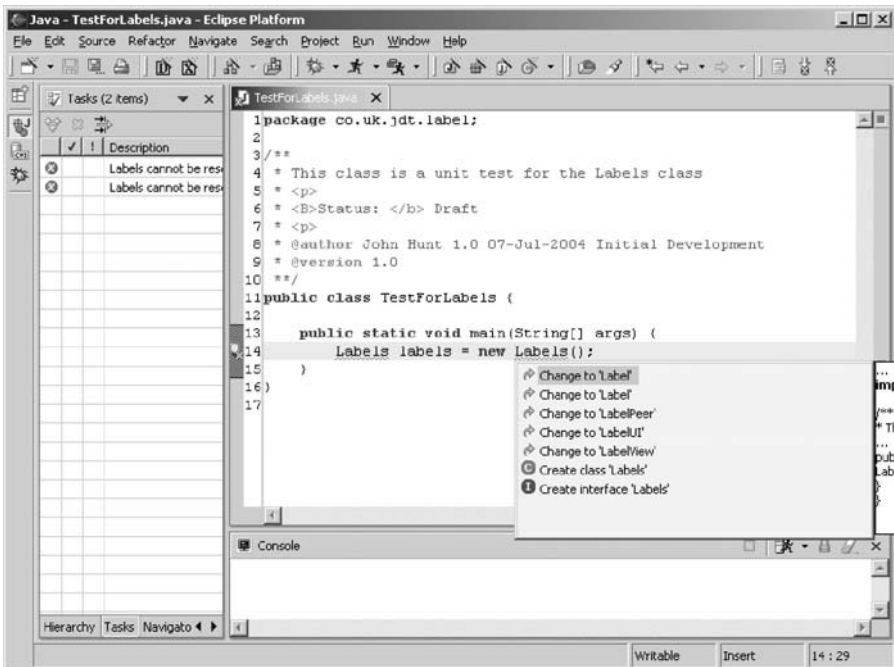 Java - TestForLabels.java - Eclipse Platform
File Edit Source Refactor Navigate Search Project Run Window Help
Tasks (2 items)
TestForLabels.java
! Description
Labels cannot be res
Labels cannot be res
1 package co.uk.jdt.label;
2
3 /**
4 * This class is a unit test for the Labels class
5 * <p>
6 * <B>Status: </b> Draft
7 * <p>
8 * @author John Hunt 1.0 07-Jul-2004 Initial Development
9 * @version 1.0
10 **/
11 public class TestForLabels {
12
13 public static void main(String[] args) {
14 Labels labels = new Labels();
15 }
16 }
17
Change to 'Label'
Change to 'Label'
Change to 'LabelPeer'
Change to 'LabelUI'
Change to 'LabelView'
Create class 'Labels'
Create interface 'Labels'
...
imp
/**
* Th
...
pub
Lab
}
}
Console
Hierarchy Tasks Navigato
Writable Insert 14 : 29